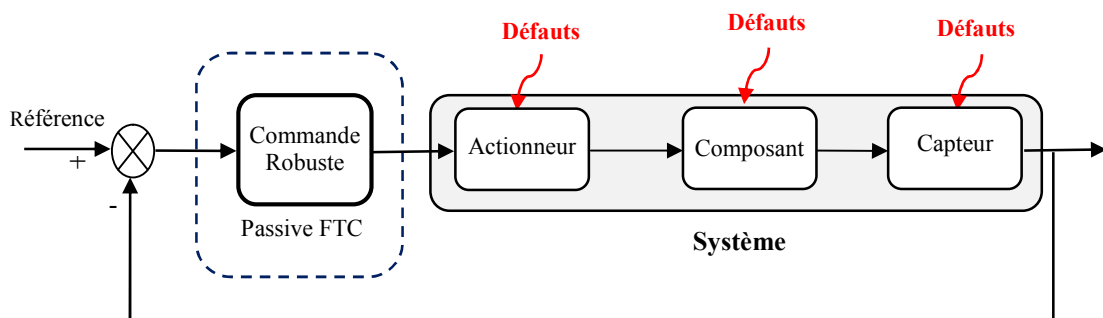 Défauts
Défauts
Défauts
Référence
+
-
Commande
Robuste
Passive FTC
Actionneur
Composant
Capteur
Système